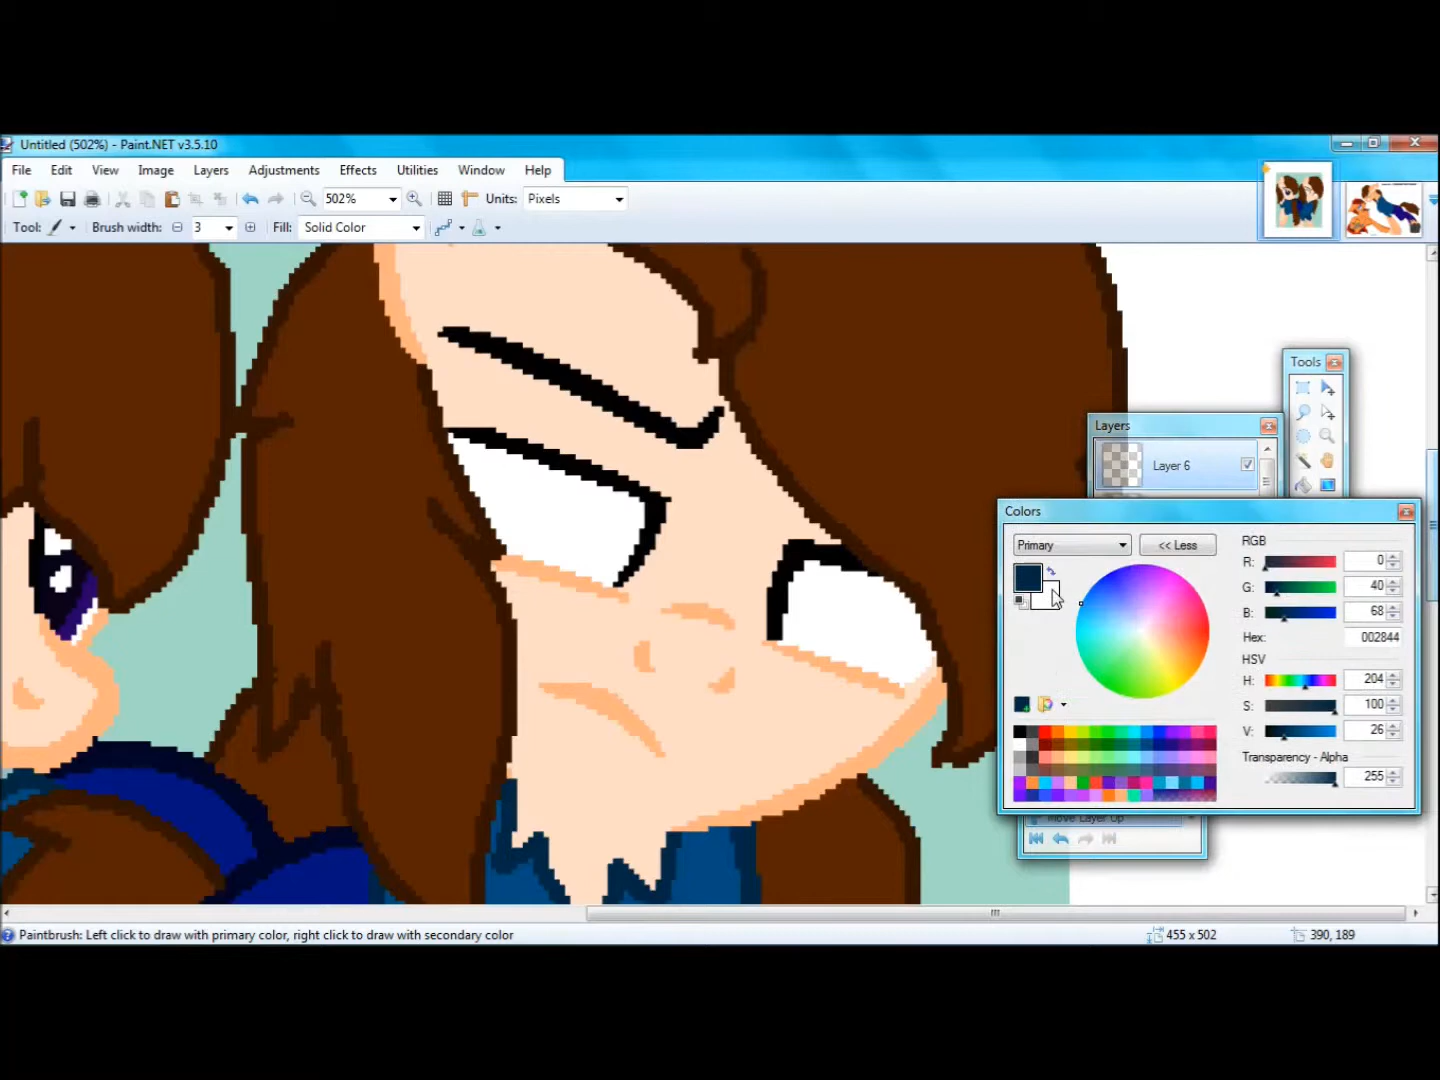 Untitled (502%) - Paint.NET v3.5.10
File Edit View Image Layers Adjustments Effects Utilities Window Help
502% Units: Pixels
Tool: Brush width: 3 Fill: Solid Color
Tools
Layers
Layer 6
Colors
Primary << Less
RGB
R: 0
G: 40
B: 68
Hex: 002844
HSV
H: 204
S: 100
V: 26
Transparency - Alpha
255
Move Layer Up
Paintbrush: Left click to draw with primary color, right click to draw with secondary color 455 x 502 390, 189